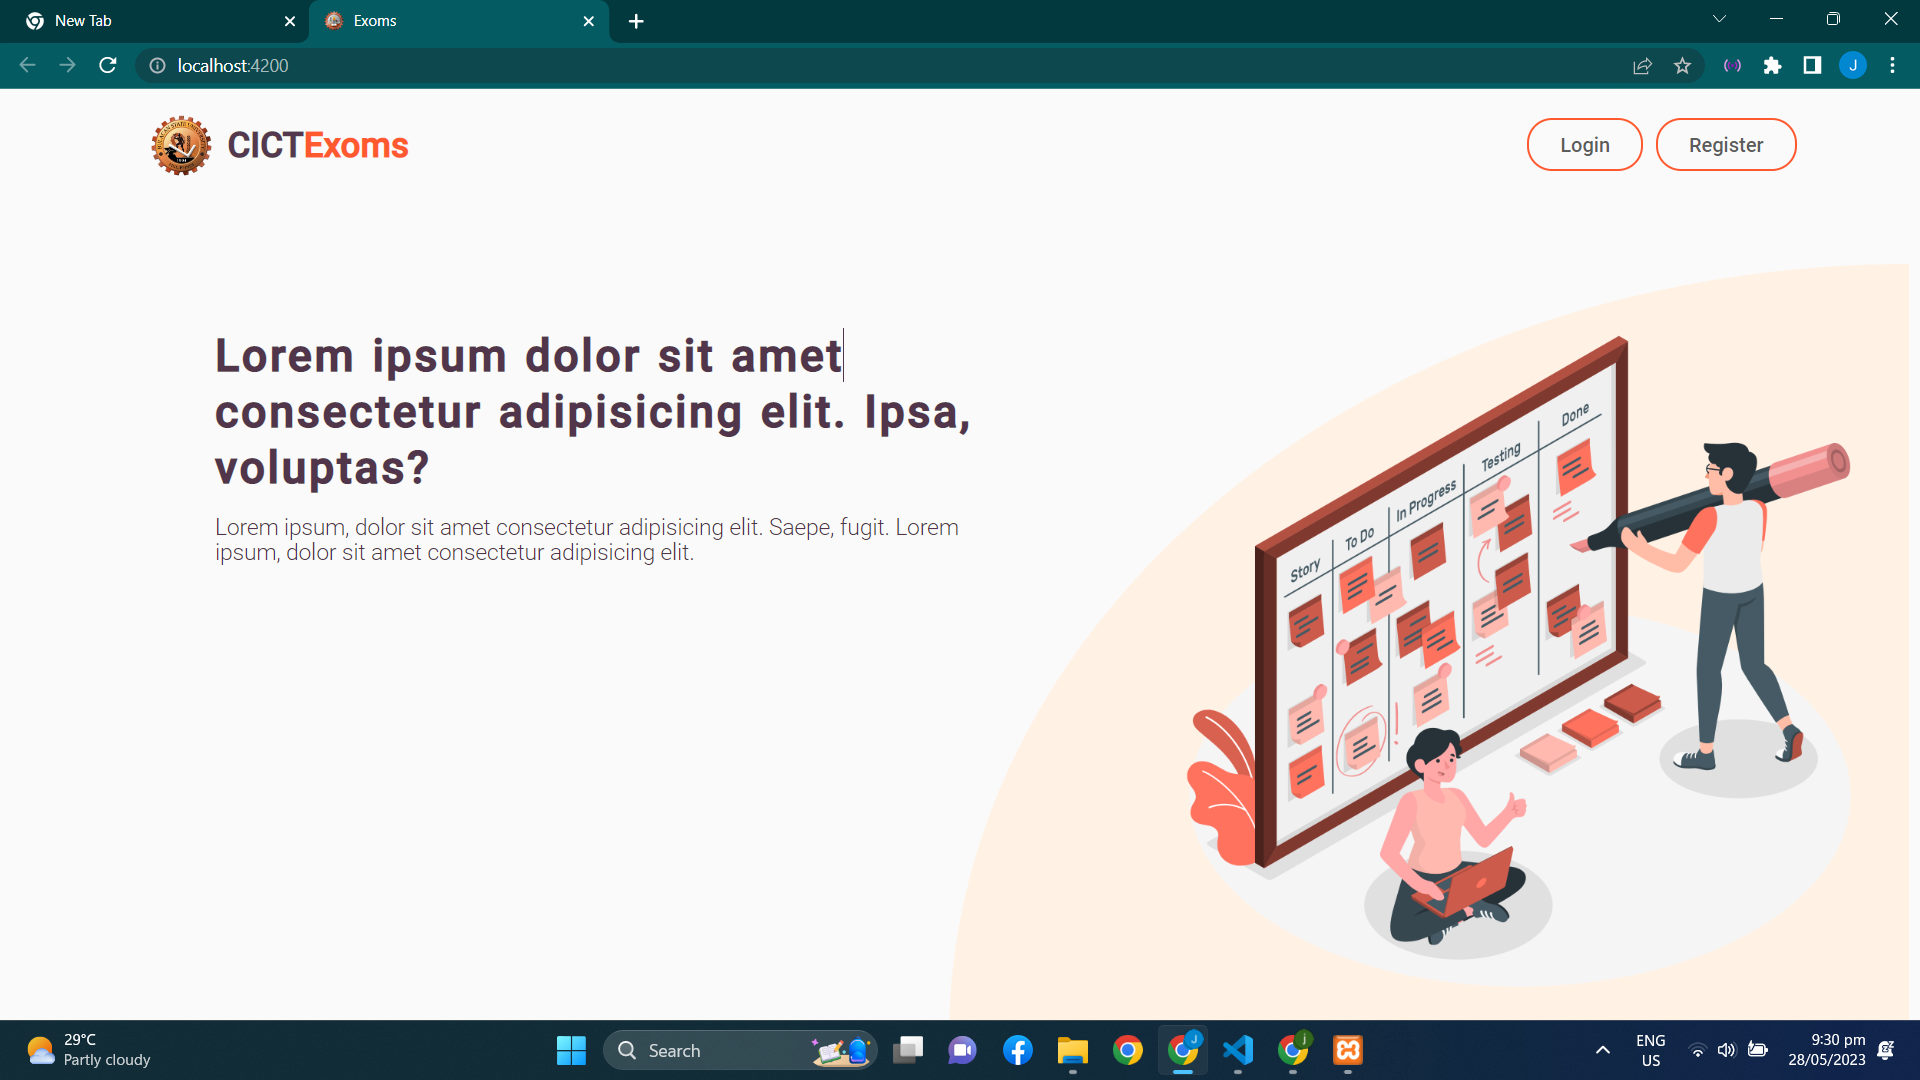 New Tab
Exoms
localhost:4200
J
CICTExoms
Login
Register
Lorem ipsum dolor sit amet
consectetur adipisicing elit. Ipsa,
voluptas?
Lorem ipsum, dolor sit amet consectetur adipisicing elit. Saepe, fugit. Lorem
ipsum, dolor sit amet consectetur adipisicing elit.
Story
To Do
In Progress
Testing
Done
29°C
Partly cloudy
Search
J
j
ENG
US
9:30 pm
28/05/2023